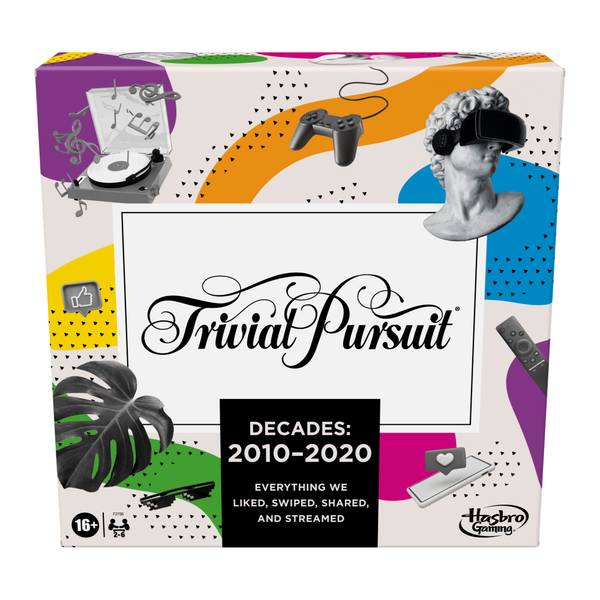 Trivial Pursuit®
DECADES:
2010–2020
EVERYTHING WE
LIKED, SWIPED, SHARED,
AND STREAMED
16+
2-6
Hasbro
Gaming